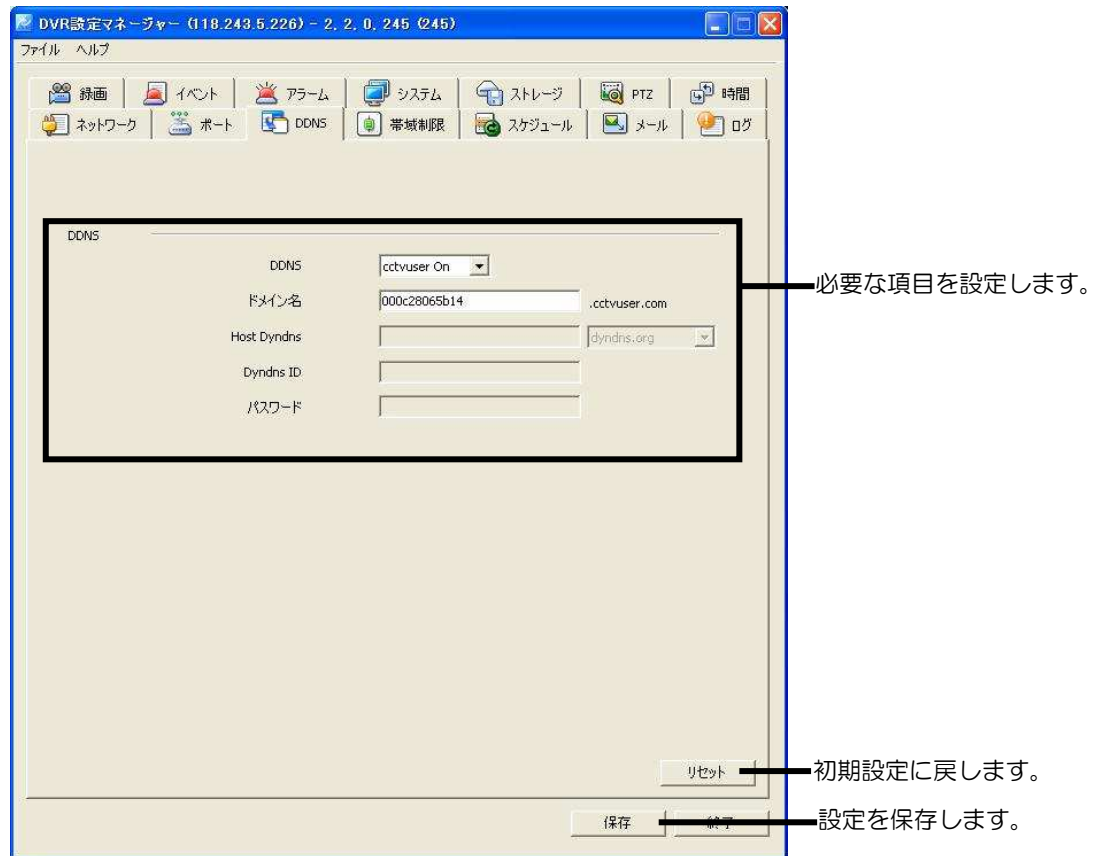 DVR設定マネージャー (118.243.5.226) - 2, 2, 0, 245 (245)
ファイル ヘルプ
録画 イベント アラーム システム ストレージ PTZ 時間
ネットワーク ポート DDNS 帯域制限 スケジュール メール ログ
DDNS
DDNS cctvuser On
ドメイン名 000c28065b14 .cctvuser.com
Host Dyndns dyndns.org
Dyndns ID
パスワード
必要な項目を設定します。
リセット 初期設定に戻します。
保存 終了 設定を保存します。